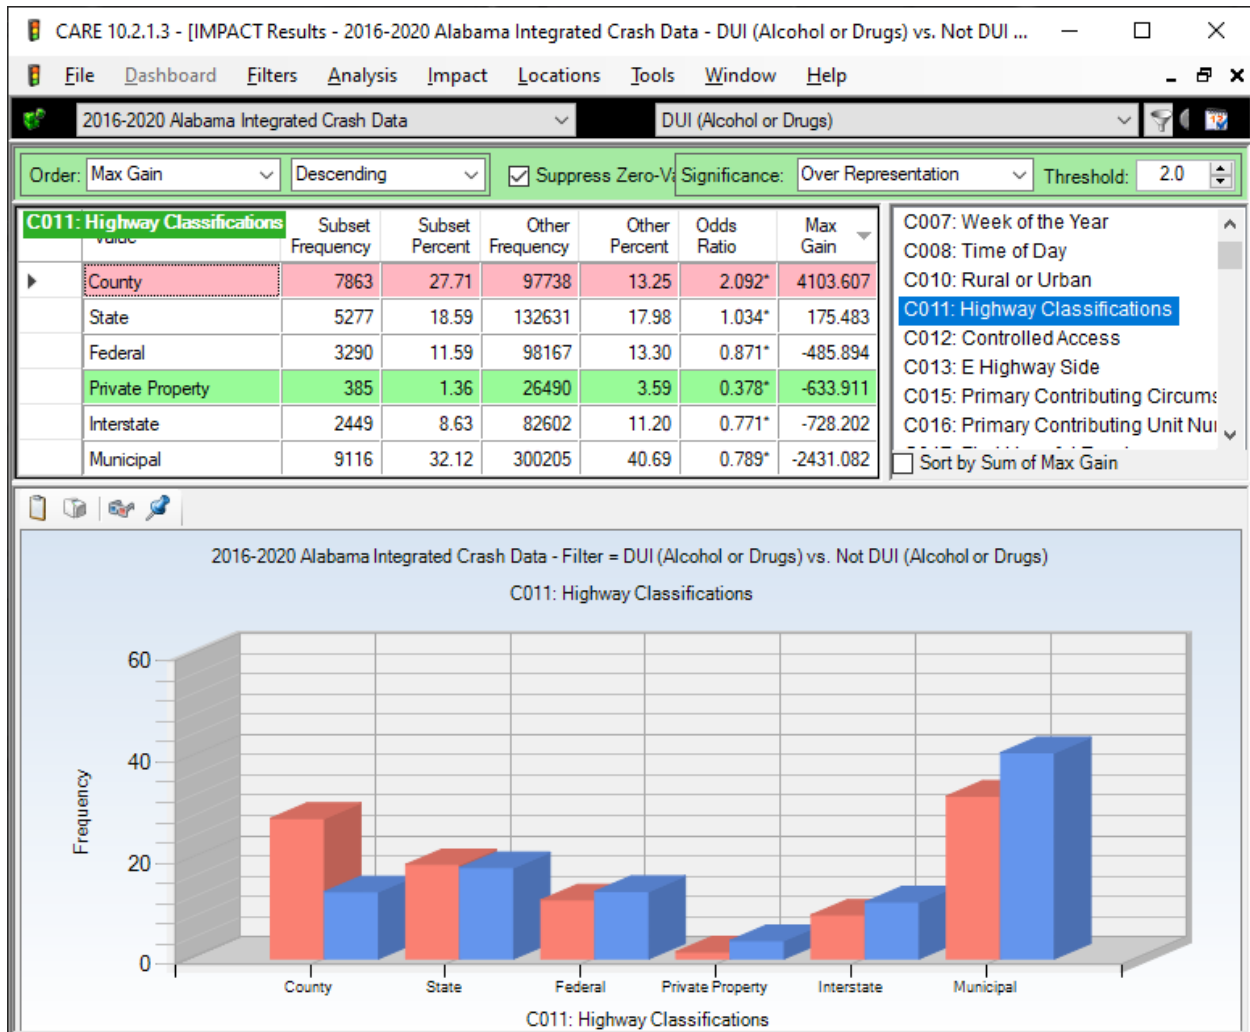 CARE 10.2.1.3 - [IMPACT Results - 2016-2020 Alabama Integrated Crash Data - DUI (Alcohol or Drugs) vs. Not DUI ...
File Dashboard Filters Analysis Impact Locations Tools Window Help
2016-2020 Alabama Integrated Crash Data DUI (Alcohol or Drugs)
Order: Max Gain Descending Suppress Zero-Va Significance: Over Representation Threshold: 2.0
C011: Highway Classifications
Value Subset Frequency Subset Percent Other Frequency Other Percent Odds Ratio Max Gain
County 7863 27.71 97738 13.25 2.092* 4103.607
State 5277 18.59 132631 17.98 1.034* 175.483
Federal 3290 11.59 98167 13.30 0.871* -485.894
Private Property 385 1.36 26490 3.59 0.378* -633.911
Interstate 2449 8.63 82602 11.20 0.771* -728.202
Municipal 9116 32.12 300205 40.69 0.789* -2431.082
C007: Week of the Year
C008: Time of Day
C010: Rural or Urban
C011: Highway Classifications
C012: Controlled Access
C013: E Highway Side
C015: Primary Contributing Circums
C016: Primary Contributing Unit Nu
Sort by Sum of Max Gain
2016-2020 Alabama Integrated Crash Data - Filter = DUI (Alcohol or Drugs) vs. Not DUI (Alcohol or Drugs)
C011: Highway Classifications
Frequency
60
40
20
0
County State Federal Private Property Interstate Municipal
C011: Highway Classifications